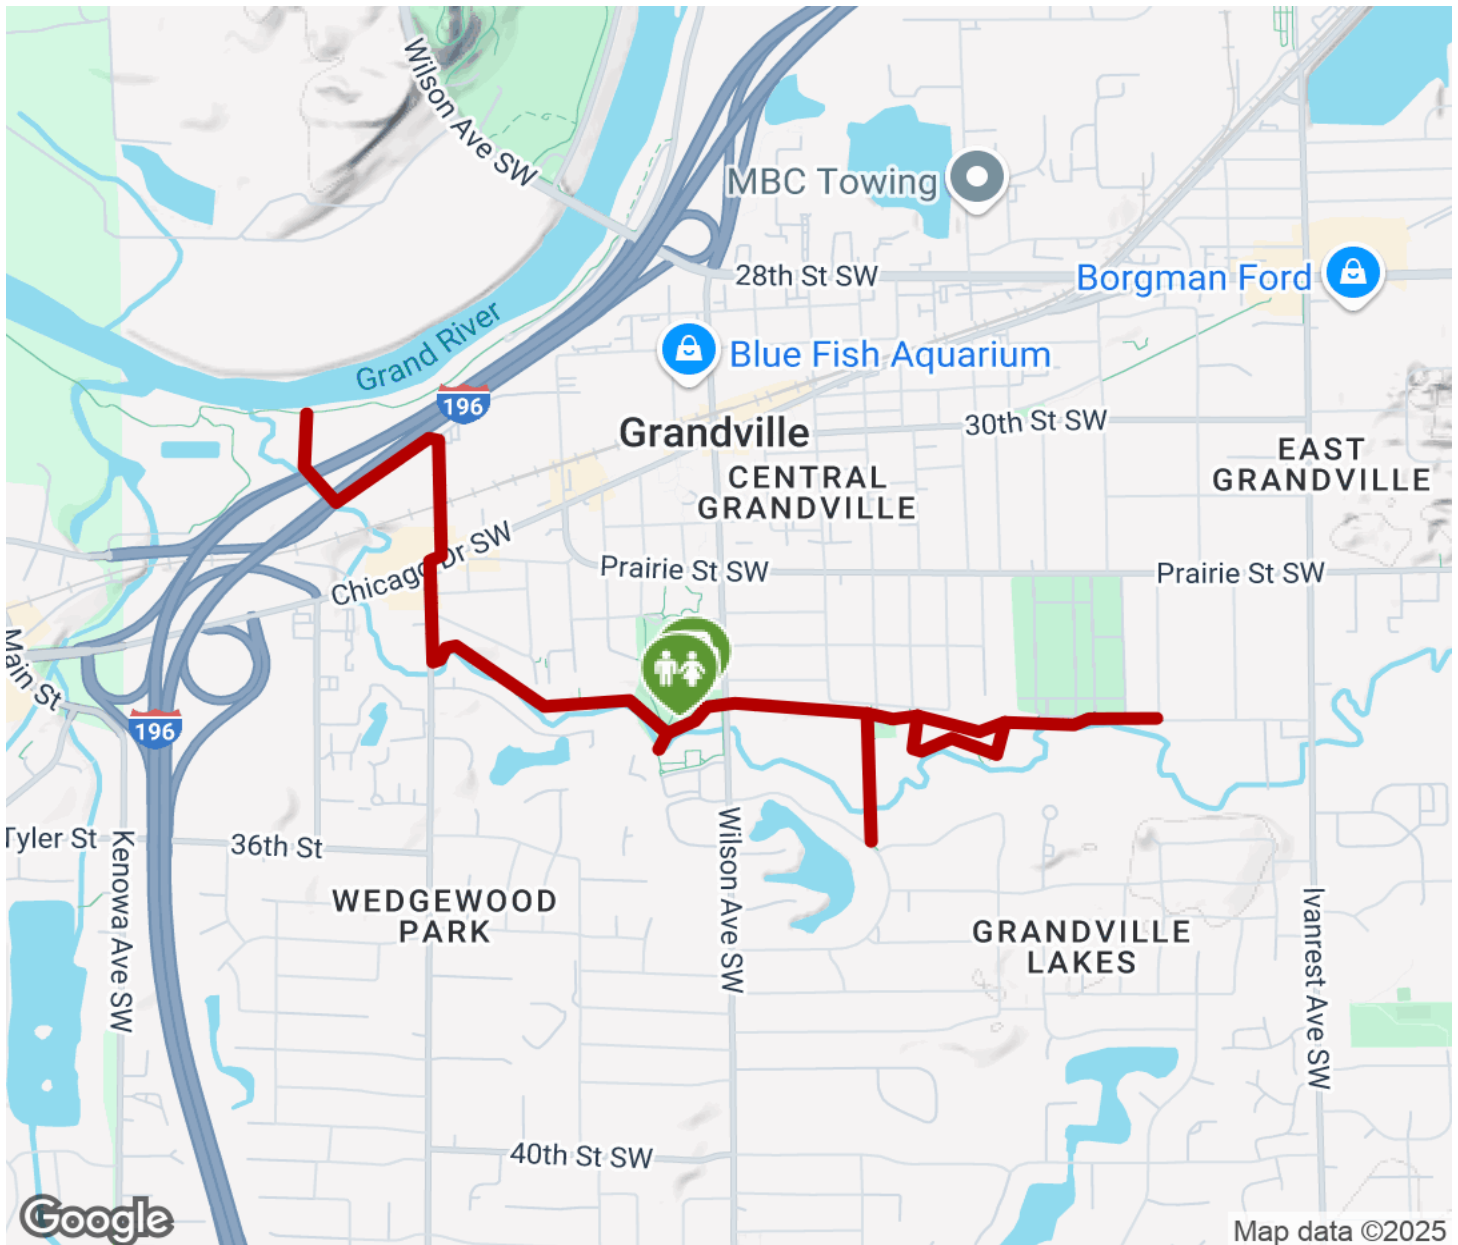 Wilson Ave SW
MBC Towing
28th St SW
Borgman Ford
Grand River
Blue Fish Aquarium
196
Grandville
30th St SW
CENTRAL
GRANDVILLE
EAST
GRANDVILLE
Chicago Dr SW
Prairie St SW
Prairie St SW
Main St
196
Tyler St
36th St
Kenowa Ave SW
Wilson Ave SW
WEDGEWOOD
PARK
GRANDVILLE
LAKES
Ivanrest Ave SW
40th St SW
Google
Map data ©2025